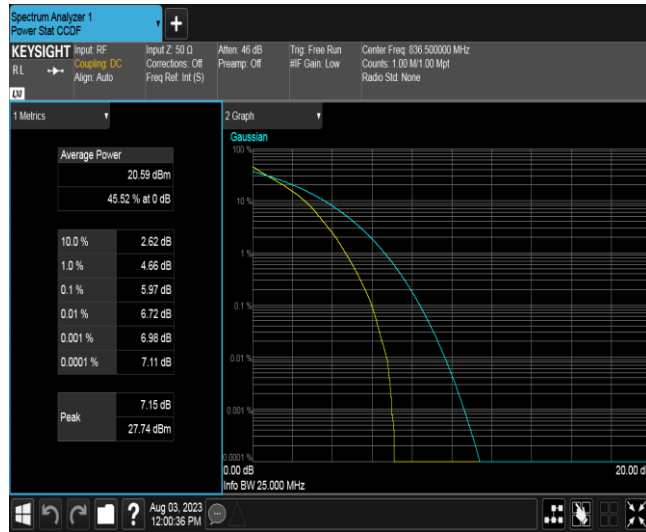 Spectrum Analyzer 1
Power Stat CCDF
+
KEYSIGHT
RL
LXI
Input: RF
Coupling: DC
Align: Auto
Input Z: 50 Ω
Corrections: Off
Freq Ref: Int (S)
Atten: 46 dB
Preamp: Off
Trig: Free Run
#IF Gain: Low
Center Freq: 836.500000 MHz
Counts: 1.00 M/1.00 Mpt
Radio Std: None
1 Metrics
Average Power
20.59 dBm
45.52 % at 0 dB
10.0 % 2.62 dB
1.0 % 4.66 dB
0.1 % 5.97 dB
0.01 % 6.72 dB
0.001 % 6.98 dB
0.0001 % 7.11 dB
Peak
7.15 dB
27.74 dBm
2 Graph
Gaussian
100 %
10 %
1 %
0.1 %
0.01 %
0.001 %
0.0001 %
0.00 dB
20.00 d
Info BW 25.000 MHz
?
Aug 03, 2023
12:00:36 PM